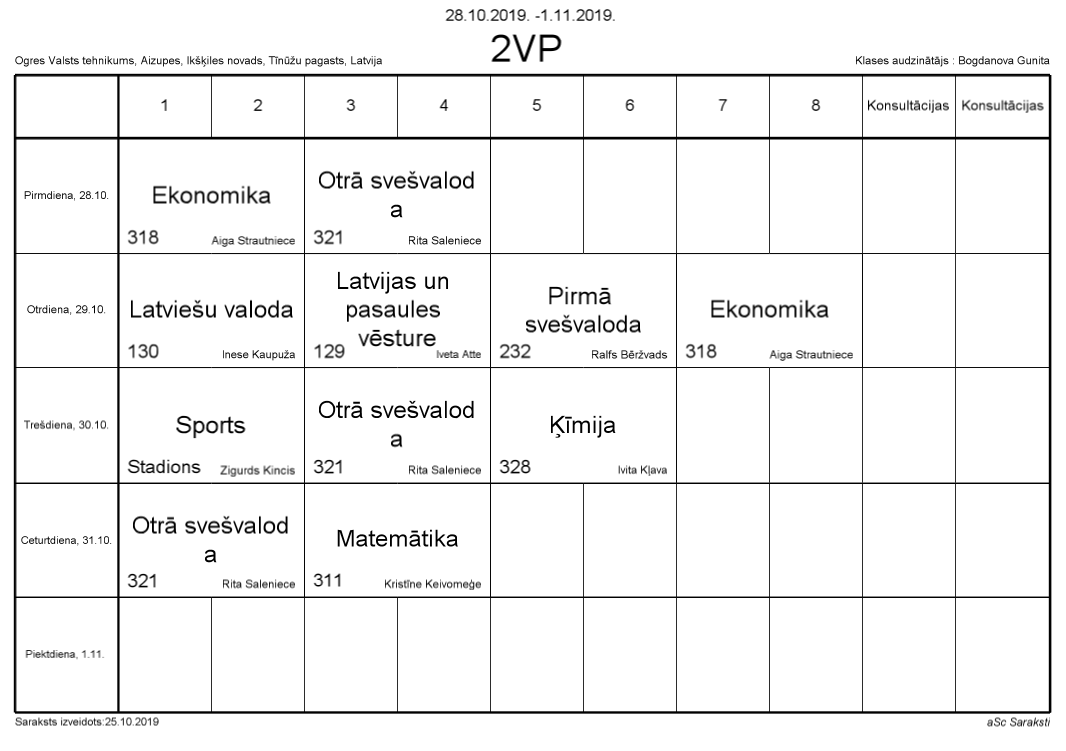 28.10.2019. -1.11.2019.
2VP
Ogres Valsts tehnikums, Aizupes, Ikšķiles novads, Tīnūžu pagasts, Latvija
Klases audzinātājs : Bogdanova Gunita
1 2 3 4 5 6 7 8 Konsultācijas Konsultācijas
Pirmdiena, 28.10.
Ekonomika
318 Aiga Strautniece
Otrā svešvalod
a
321 Rita Saleniece
Otrdiena, 29.10.
Latviešu valoda
130 Inese Kaupuža
Latvijas un
pasaules
vēsture
129 Iveta Atte
Pirmā
svešvaloda
232 Ralfs Bēržvads
Ekonomika
318 Aiga Strautniece
Trešdiena, 30.10.
Sports
Stadions Zigurds Kincis
Otrā svešvalod
a
321 Rita Saleniece
Ķīmija
328 Ivita Kļava
Ceturtdiena, 31.10.
Otrā svešvalod
a
321 Rita Saleniece
Matemātika
311 Kristīne Keivomeģe
Piektdiena, 1.11.
Saraksts izveidots:25.10.2019
aSc Saraksti